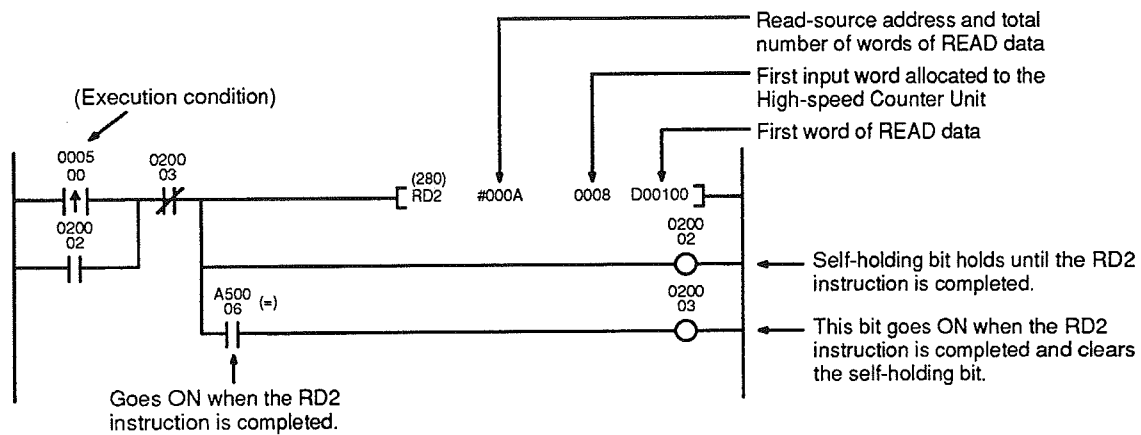 Read-source address and total
number of words of READ data
First input word allocated to the
High-speed Counter Unit
First word of READ data
(Execution condition)
0005
00
0200
03
(280)
RD2
#000A
0008
D00100
0200
02
0200
02
Self-holding bit holds until the RD2
instruction is completed.
A500
06
(=)
0200
03
This bit goes ON when the RD2
instruction is completed and clears
the self-holding bit.
Goes ON when the RD2
instruction is completed.